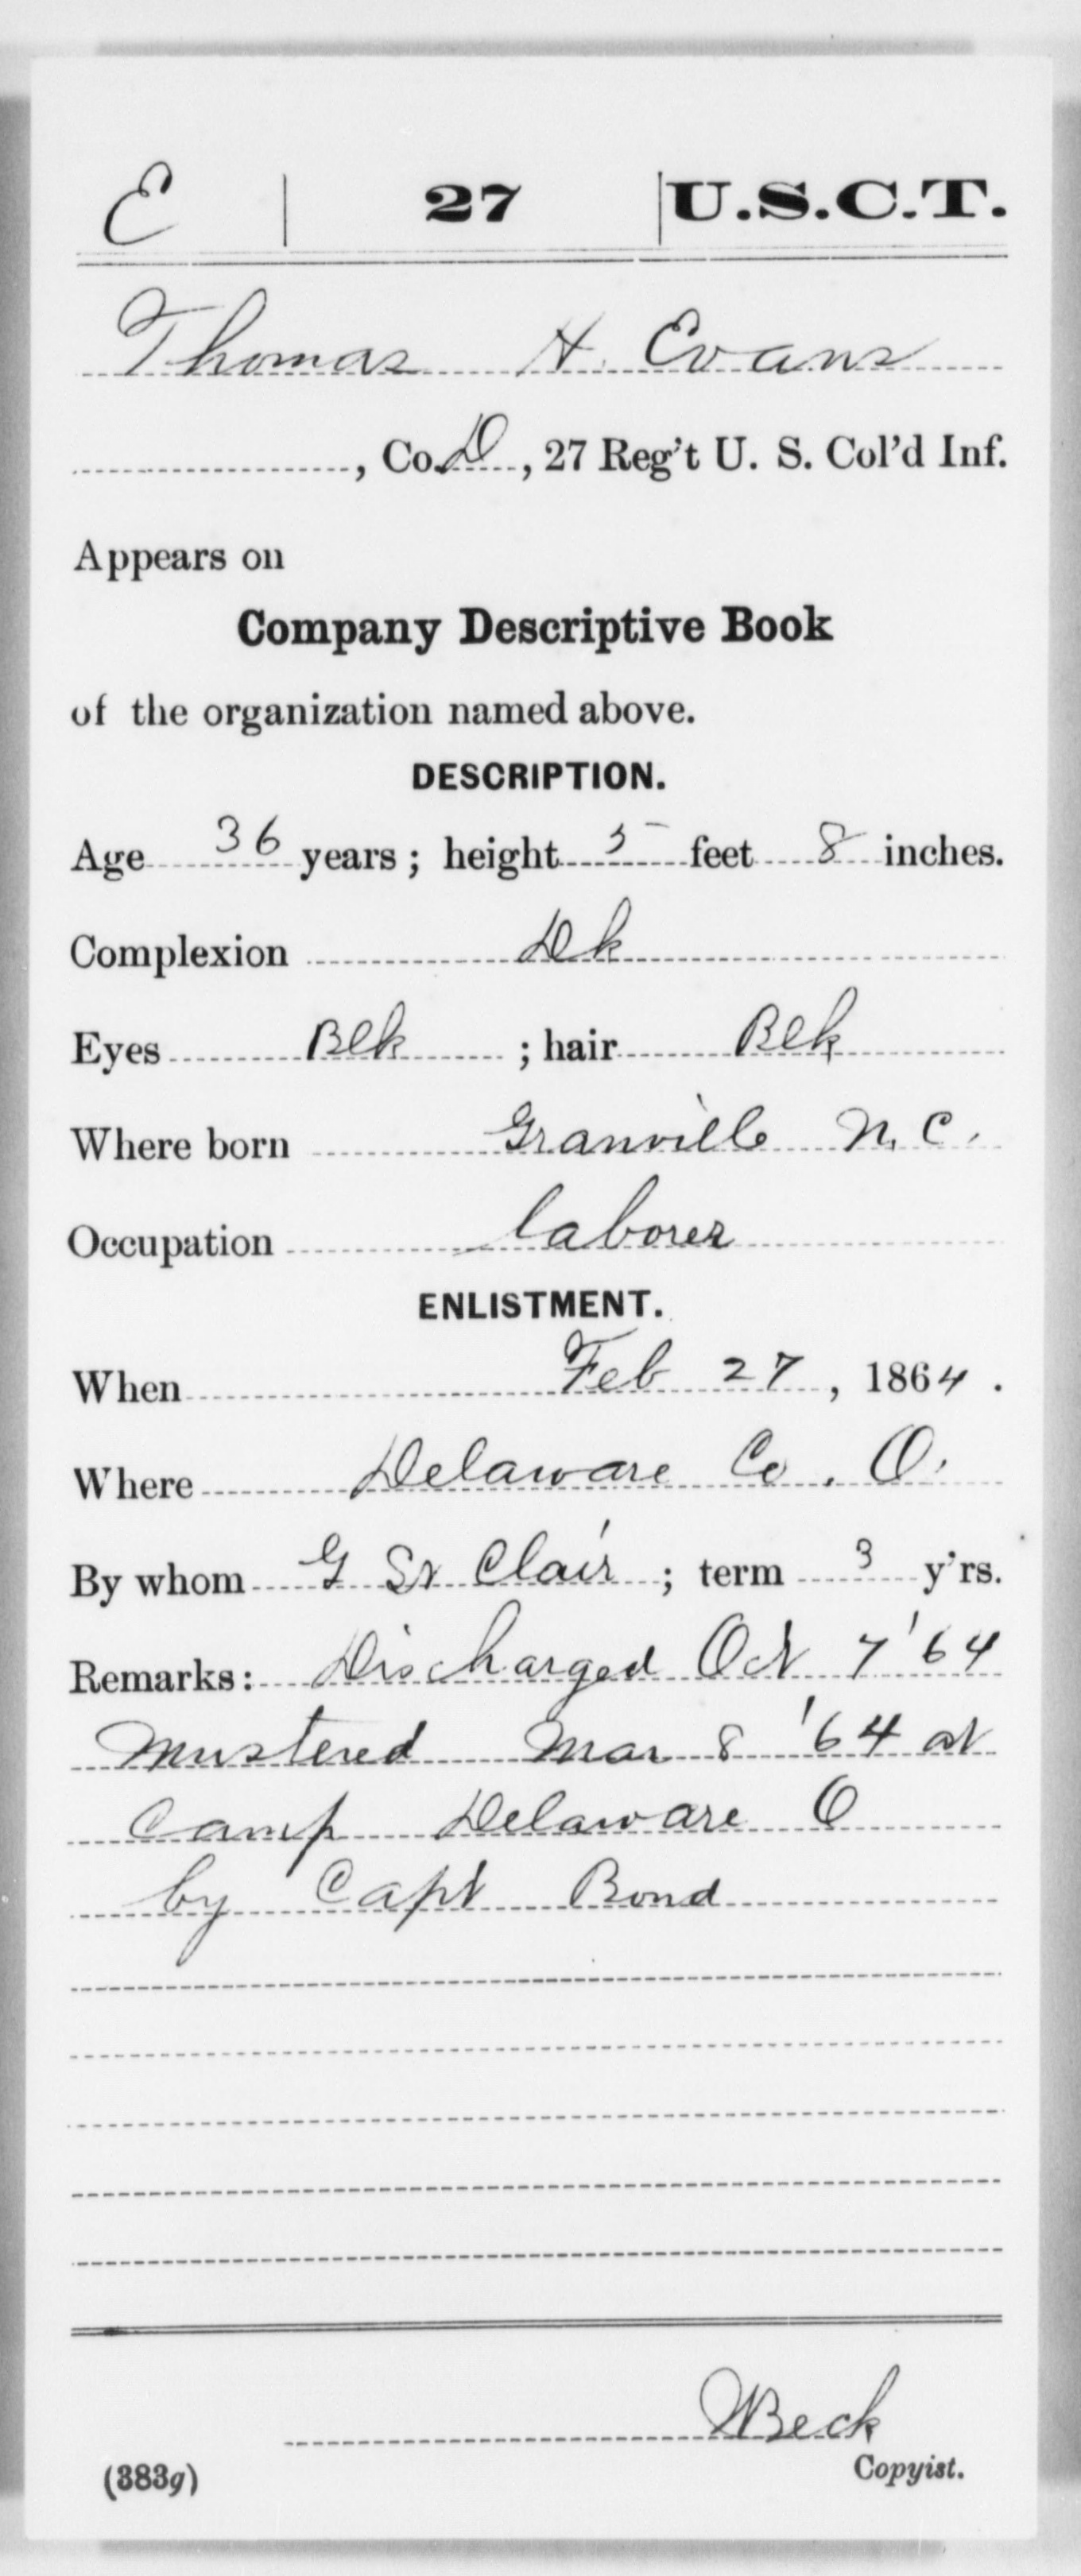 E | 27 | U.S.C.T.
Thomas H. Evans
, Co. D, 27 Reg't U. S. Col'd Inf.
Appears on
Company Descriptive Book
of the organization named above.
DESCRIPTION.
Age 36 years; height 5 feet 8 inches.
Complexion Dk
Eyes Blk ; hair Blk
Where born Granville N.C.
Occupation laborer
ENLISTMENT.
When Feb 27, 1864.
Where Delaware Co. O.
By whom G St Clair ; term 3 y'rs.
Remarks: Discharged Oct 7 '64
Mustered Mar 8 '64 at
Camp Delaware O
by Capt Bond
WBeck
(383g) Copyist.